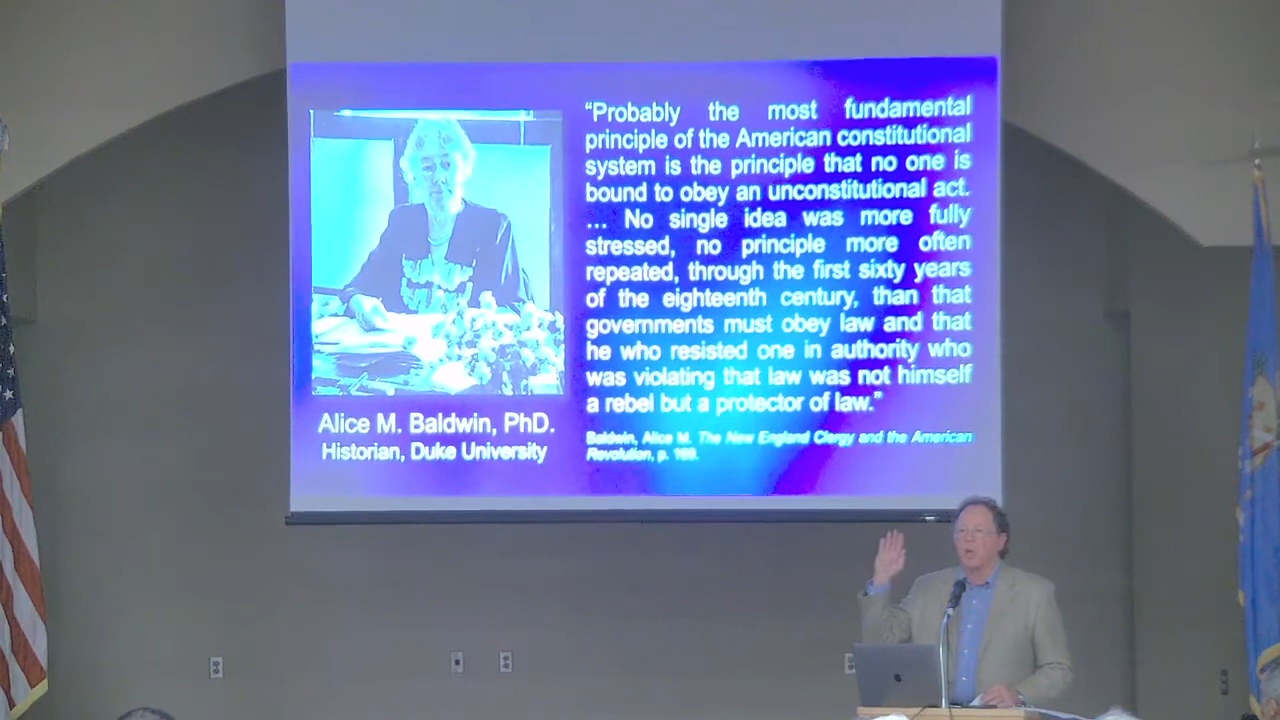 “Probably the most fundamental
principle of the American constitutional
system is the principle that no one is
bound to obey an unconstitutional act.
... No single idea was more fully
stressed, no principle more often
repeated, through the first sixty years
of the eighteenth century, than that
governments must obey law and that
he who resisted one in authority who
was violating that law was not himself
a rebel but a protector of law.”
Baldwin, Alice M. The New England Clergy and the American
Revolution, p.
Alice M. Baldwin, PhD.
Historian, Duke University